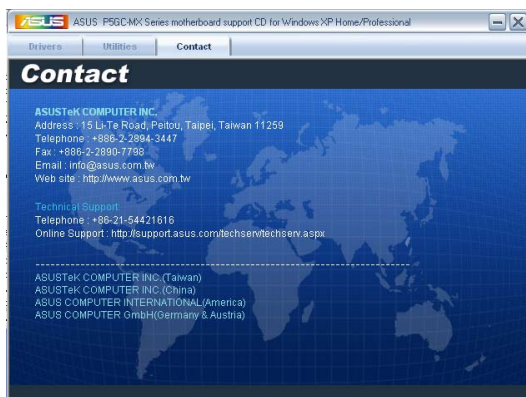 ASUS ASUS P5GC-MX Series motherboard support CD for Windows XP Home/Professional
Drivers Utilities Contact
Contact
ASUSTeK COMPUTER INC.
Address : 15 Li-Te Road, Peitou, Taipei, Taiwan 11259
Telephone : +886-2-2894-3447
Fax : +886-2-2890-7798
Email : info@asus.com.tw
Web site : http://www.asus.com.tw
Technical Support
Telephone : +86-21-54421616
Online Support : http://support.asus.com/techserv/techserv.aspx
ASUSTeK COMPUTER INC.(Taiwan)
ASUSTeK COMPUTER INC.(China)
ASUS COMPUTER INTERNATIONAL(America)
ASUS COMPUTER GmbH(Germany & Austria)